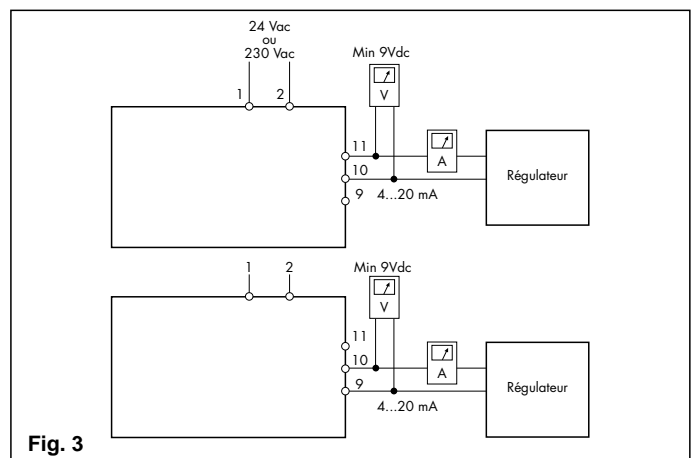 24 Vac
ou
230 Vac
Min 9Vdc
1 2
V
11
A
10
Régulateur
9 4...20 mA
1 2
Min 9Vdc
V
11
10
A
9
Régulateur
4...20 mA
Fig. 3